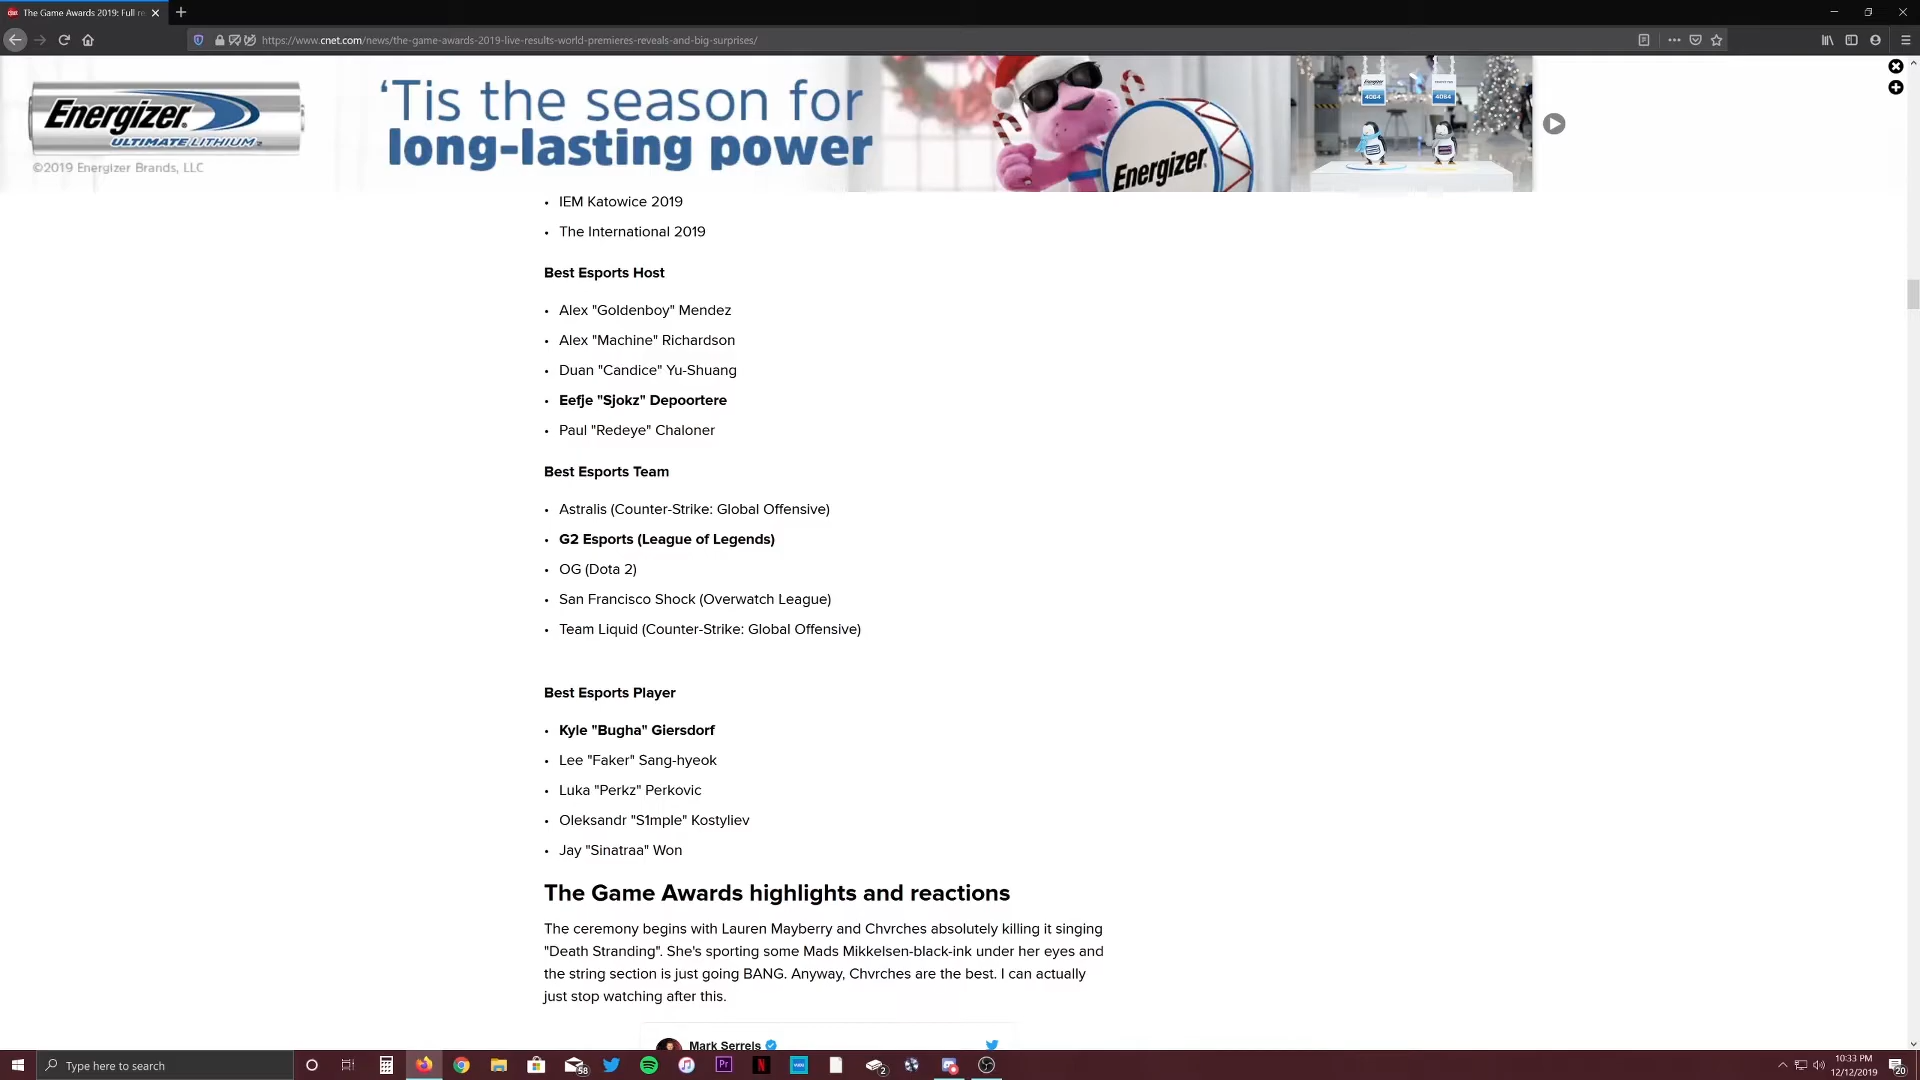 The Game Awards 2019: Full re
https://www.cnet.com/news/the-game-awards-2019-live-results-world-premieres-reveals-and-big-surprises/
Energizer
ULTIMATE LITHIUM
©2019 Energizer Brands, LLC
‘Tis the season for
long-lasting power
Energizer
4084
4084
• IEM Katowice 2019
• The International 2019
Best Esports Host
• Alex "Goldenboy" Mendez
• Alex "Machine" Richardson
• Duan "Candice" Yu-Shuang
• Eefje "Sjokz" Depoortere
• Paul "Redeye" Chaloner
Best Esports Team
• Astralis (Counter-Strike: Global Offensive)
• G2 Esports (League of Legends)
• OG (Dota 2)
• San Francisco Shock (Overwatch League)
• Team Liquid (Counter-Strike: Global Offensive)
Best Esports Player
• Kyle "Bugha" Giersdorf
• Lee "Faker" Sang-hyeok
• Luka "Perkz" Perkovic
• Oleksandr "S1mple" Kostyliev
• Jay "Sinatraa" Won
The Game Awards highlights and reactions
The ceremony begins with Lauren Mayberry and Chvrches absolutely killing it singing
"Death Stranding". She's sporting some Mads Mikkelsen-black-ink under her eyes and
the string section is just going BANG. Anyway, Chvrches are the best. I can actually
just stop watching after this.
Mark Serrels
Type here to search
58
Pr
N
2
10:33 PM
12/12/2019
20